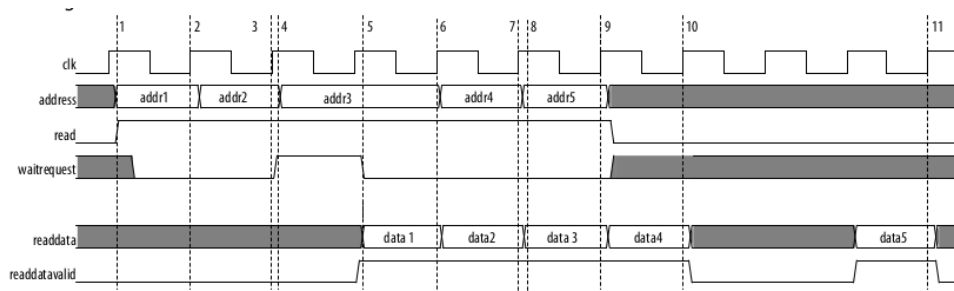 1 2 3 4 5 6 7 8 9 10 11
clk
address addr1 addr2 addr3 addr4 addr5
read
waitrequest
readdata data 1 data2 data 3 data4 data5
readdatavalid